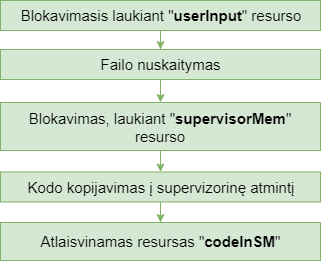 Blokavimasis laukiant "userInput" resurso
Failo nuskaitymas
Blokavimas, laukiant "supervisorMem"
resurso
Kodo kopijavimas į supervizorinę atmintį
Atlaisvinamas resursas "codeInSM"